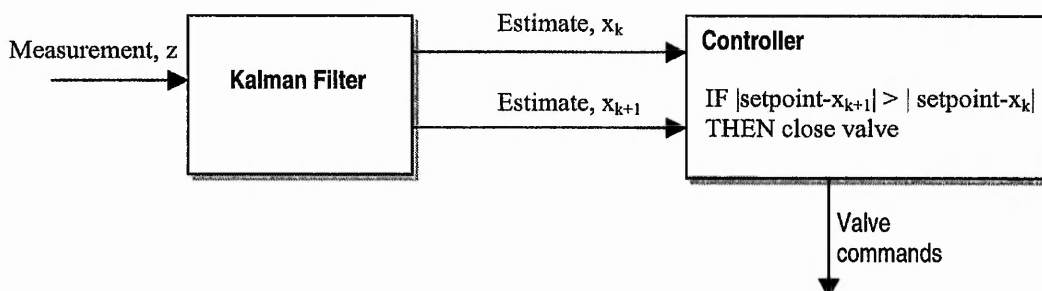 Measurement, z
Kalman Filter
Estimate, xₖ
Estimate, xₖ₊₁
Controller
IF |setpoint-xₖ₊₁| > | setpoint-xₖ|
THEN close valve
Valve
commands